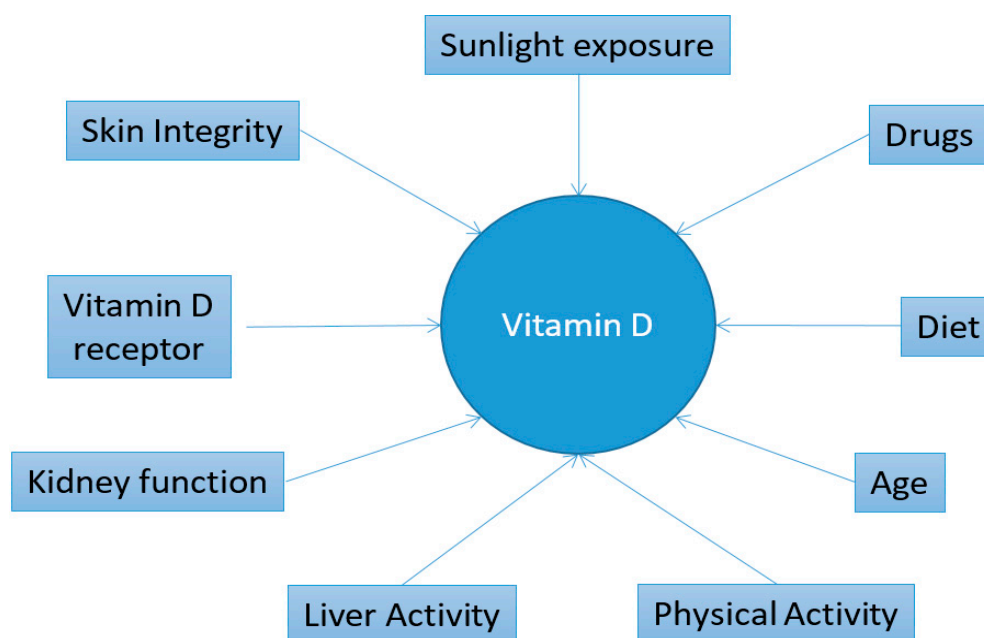 Sunlight exposure
Skin Integrity
Drugs
Vitamin D
receptor
Vitamin D
Diet
Kidney function
Age
Liver Activity
Physical Activity